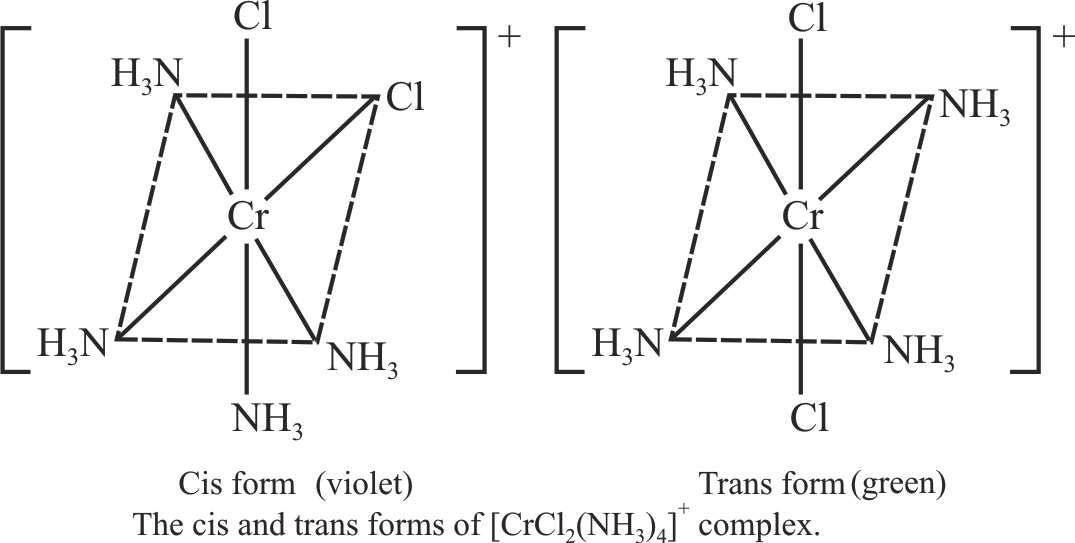 Cl Cl
+ +
H₃N H₃N
Cl NH₃
Cr Cr
H₃N NH₃ H₃N NH₃
NH₃ Cl
Cis form (violet) Trans form (green)
The cis and trans forms of [CrCl₂(NH₃)₄]⁺ complex.